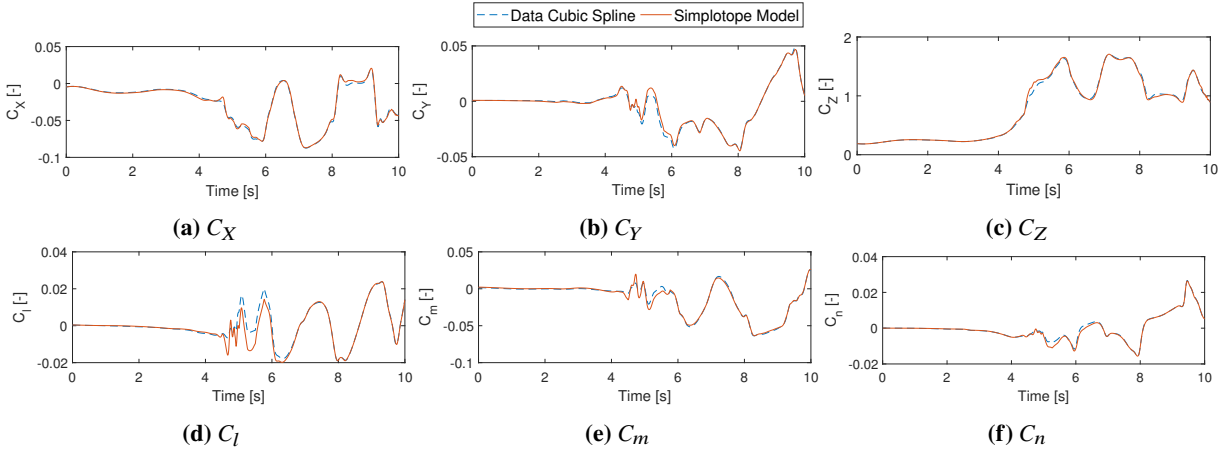 Data Cubic Spline Simplotope Model
0.05
0
-0.05
-0.1
C_X [-]
0 2 4 6 8 10
Time [s]
(a) C_X
0.05
0
-0.05
C_Y [-]
0 2 4 6 8 10
Time [s]
(b) C_Y
2
1
0
C_Z [-]
0 2 4 6 8 10
Time [s]
(c) C_Z
0.04
0.02
0
-0.02
C_l [-]
0 2 4 6 8 10
Time [s]
(d) C_l
0.05
0
-0.05
-0.1
C_m [-]
0 2 4 6 8 10
Time [s]
(e) C_m
0.04
0.02
0
-0.02
C_n [-]
0 2 4 6 8 10
Time [s]
(f) C_n